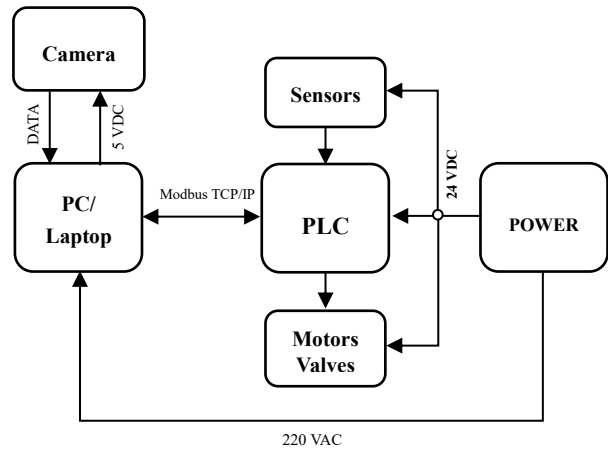 Camera
DATA
5 VDC
Sensors
24 VDC
PC/
Laptop
Modbus TCP/IP
PLC
POWER
Motors
Valves
220 VAC